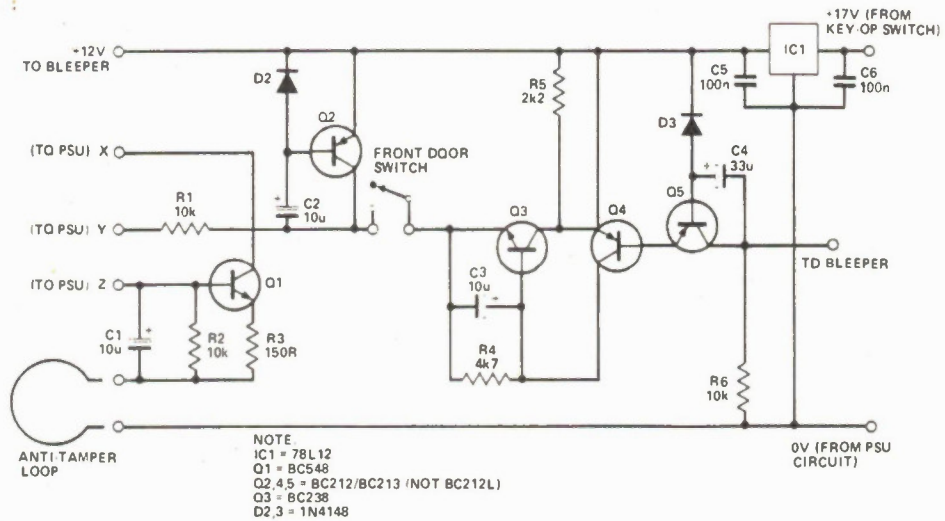 +12V
TO BLEEPER
+17V (FROM
KEY-OP SWITCH)
IC1
D2
R5
2k2
C5
100n
C6
100n
Q2
D3
(TO PSU) X
FRONT DOOR
SWITCH
C4
33u
+
R1
10k
C2
10u
+
Q3
Q4
Q5
(TO PSU) Y
TO BLEEPER
(TO PSU) Z
Q1
C3
10u
+
C1
10u
+
R2
10k
R3
150R
R4
4k7
R6
10k
ANTI-TAMPER
LOOP
0V (FROM PSU
CIRCUIT)
NOTE
IC1 = 78L12
Q1 = BC548
Q2,4,5 = BC212/BC213 (NOT BC212L)
Q3 = BC238
D2,3 = 1N4148